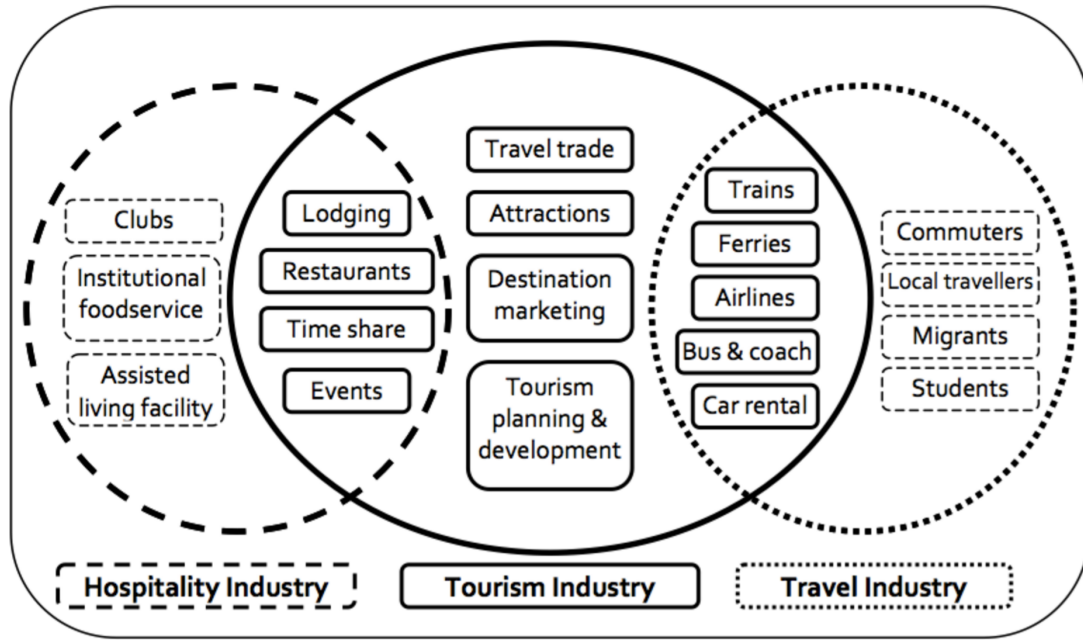 Clubs
Institutional
foodservice
Assisted
living facility
Lodging
Restaurants
Time share
Events
Travel trade
Attractions
Destination
marketing
Tourism
planning &
development
Trains
Ferries
Airlines
Bus & coach
Car rental
Commuters
Local travellers
Migrants
Students
Hospitality Industry
Tourism Industry
Travel Industry